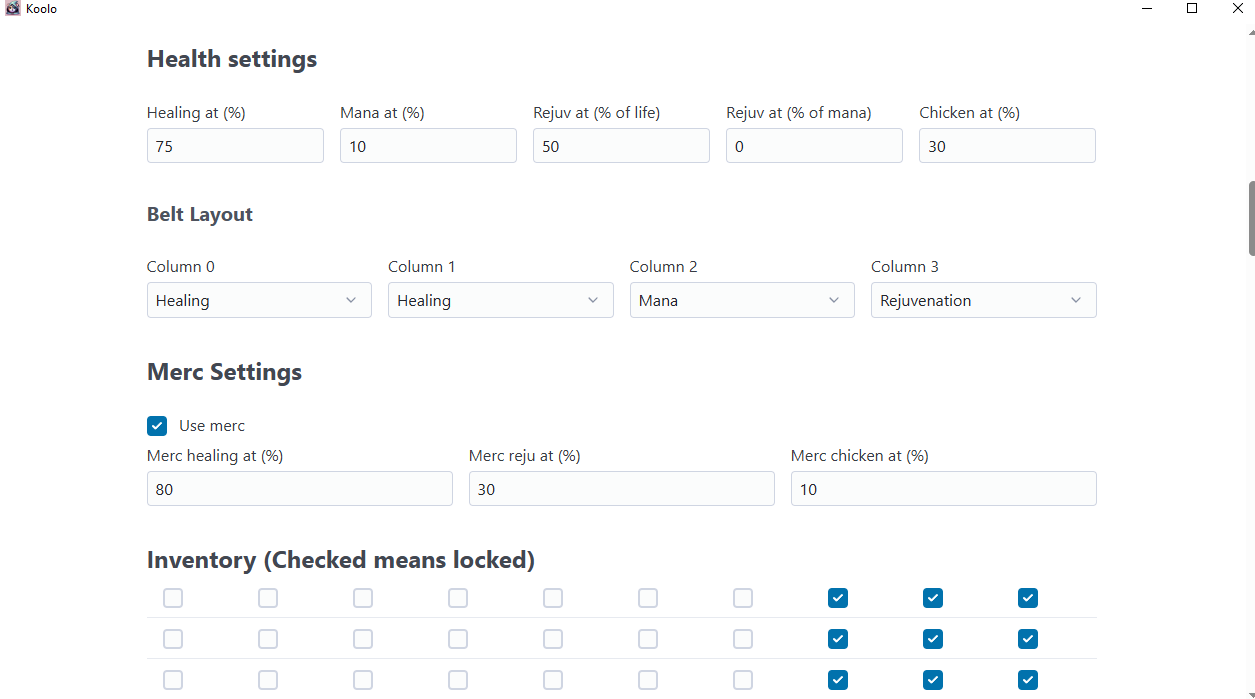 Koolo
Health settings
Healing at (%) Mana at (%) Rejuv at (% of life) Rejuv at (% of mana) Chicken at (%)
75 10 50 0 30
Belt Layout
Column 0 Column 1 Column 2 Column 3
Healing Healing Mana Rejuvenation
Merc Settings
Use merc
Merc healing at (%) Merc reju at (%) Merc chicken at (%)
80 30 10
Inventory (Checked means locked)